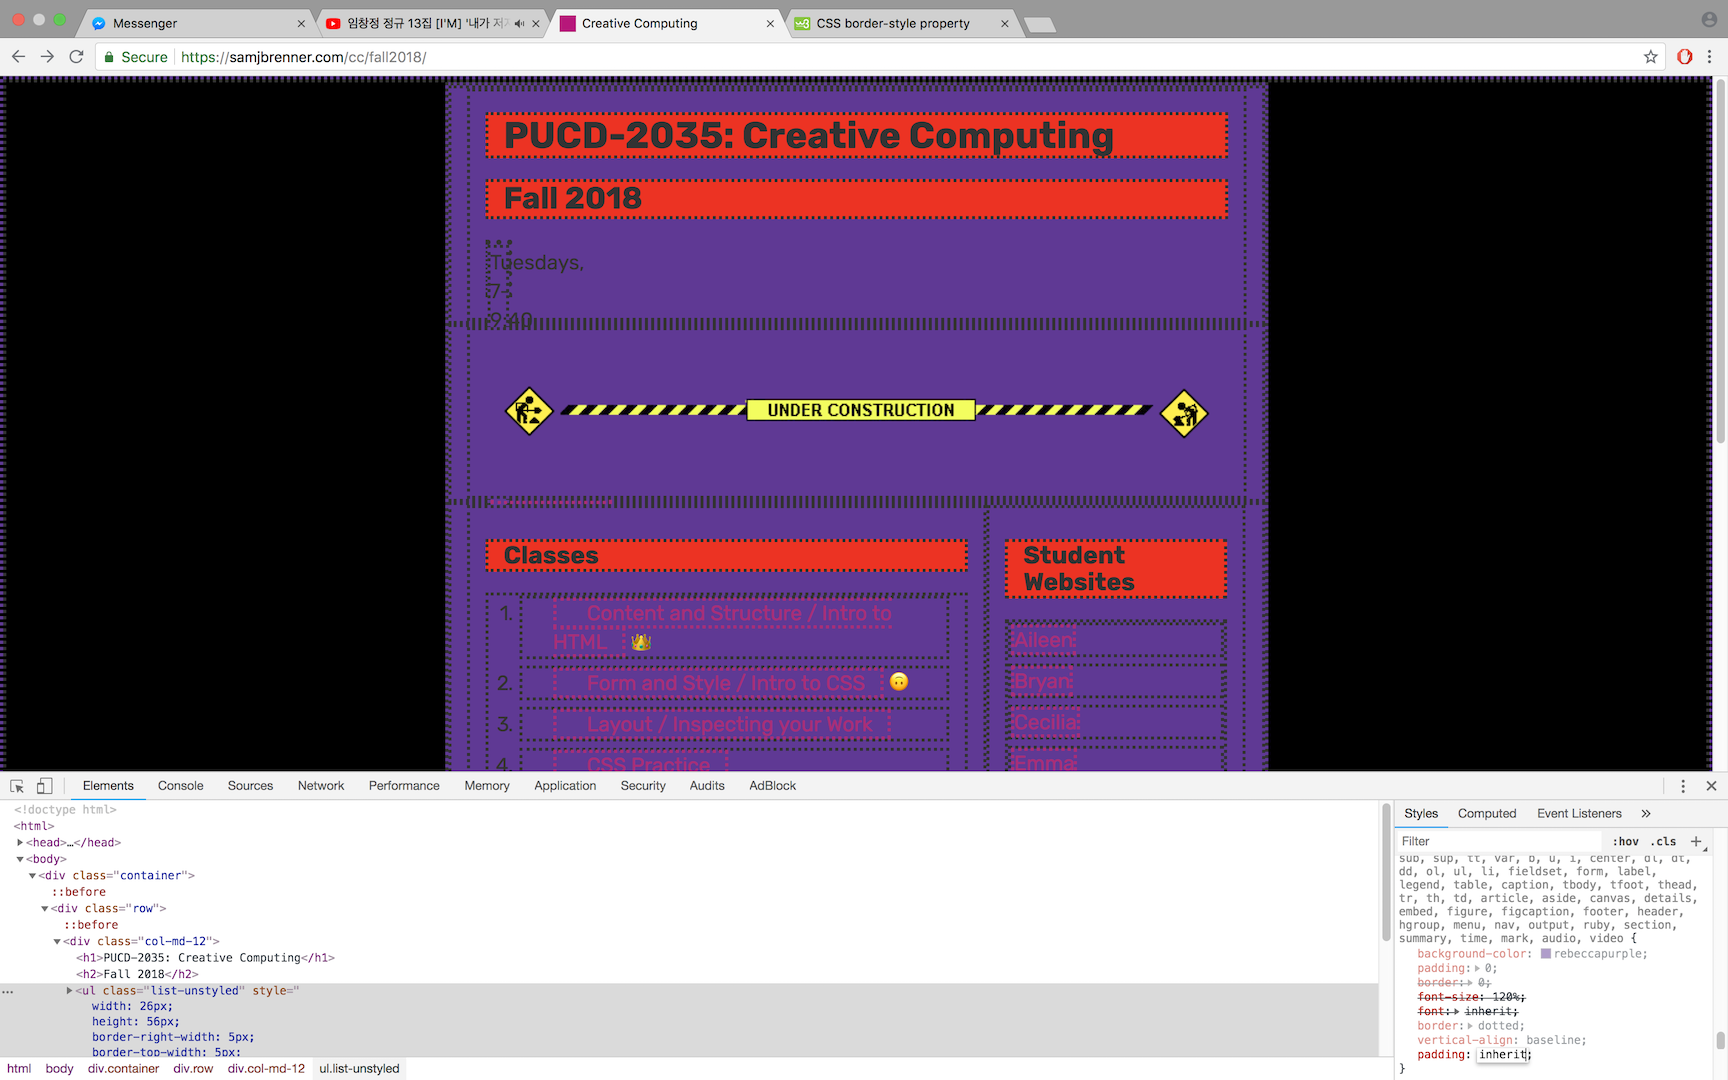 Messenger
임창정 정규 13집 [I'M] '내가 저지
Creative Computing
CSS border-style property
Secure
https://samjbrenner.com/cc/fall2018/
PUCD-2035: Creative Computing
Fall 2018
Tuesdays,
7-
9:40
UNDER CONSTRUCTION
Classes
1. Content and Structure / Intro to
HTML
2. Form and Style / Intro to CSS
3. Layout / Inspecting your Work
4. CSS Practice
Student
Websites
Aileen
Bryan
Cecilia
Emma
Elements Console Sources Network Performance Memory Application Security Audits AdBlock
<!doctype html>
<html>
<head>…</head>
<body>
<div class="container">
::before
<div class="row">
::before
<div class="col-md-12">
<h1>PUCD-2035: Creative Computing</h1>
<h2>Fall 2018</h2>
<ul class="list-unstyled" style="
width: 26px;
height: 56px;
border-right-width: 5px;
border-top-width: 5px;
html body div.container div.row div.col-md-12 ul.list-unstyled
Styles Computed Event Listeners »
Filter :hov .cls +
sub, sup, tt, var, b, u, i, center, dl, dt,
dd, ol, ul, li, fieldset, form, label,
legend, table, caption, tbody, tfoot, thead,
tr, th, td, article, aside, canvas, details,
embed, figure, figcaption, footer, header,
hgroup, menu, nav, output, ruby, section,
summary, time, mark, audio, video {
background-color: rebeccapurple;
padding: 0;
border: 0;
font-size: 120%;
font: inherit;
border: dotted;
vertical-align: baseline;
padding: inherit;
}